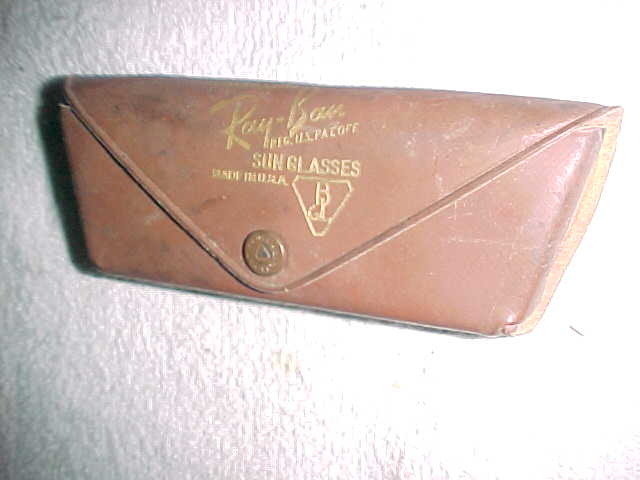 Ray-Ban
REG. U.S. PAT. OFF.
SUN GLASSES
MADE IN U.S.A.
B
L